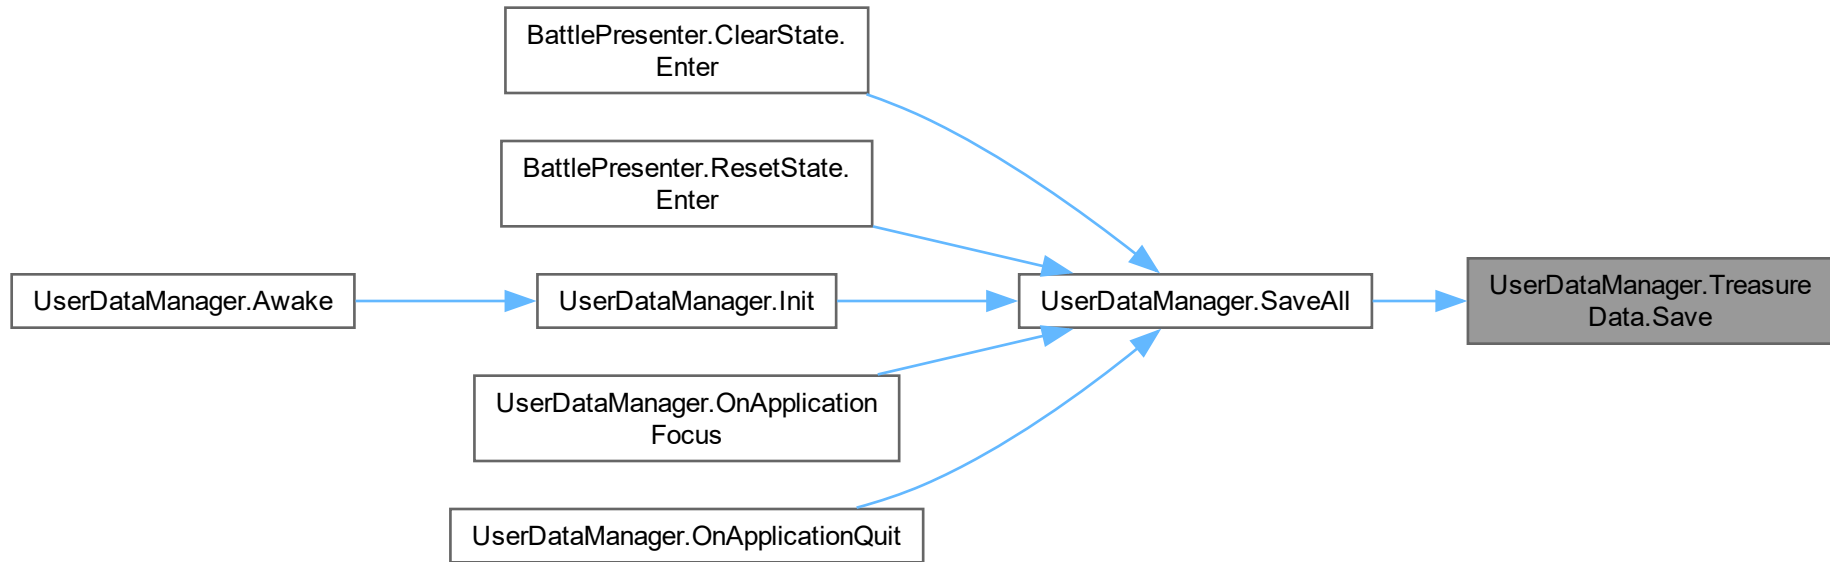 BattlePresenter.ClearState.
Enter
BattlePresenter.ResetState.
Enter
UserDataManager.Awake
UserDataManager.Init
UserDataManager.SaveAll
UserDataManager.Treasure
Data.Save
UserDataManager.OnApplication
Focus
UserDataManager.OnApplicationQuit